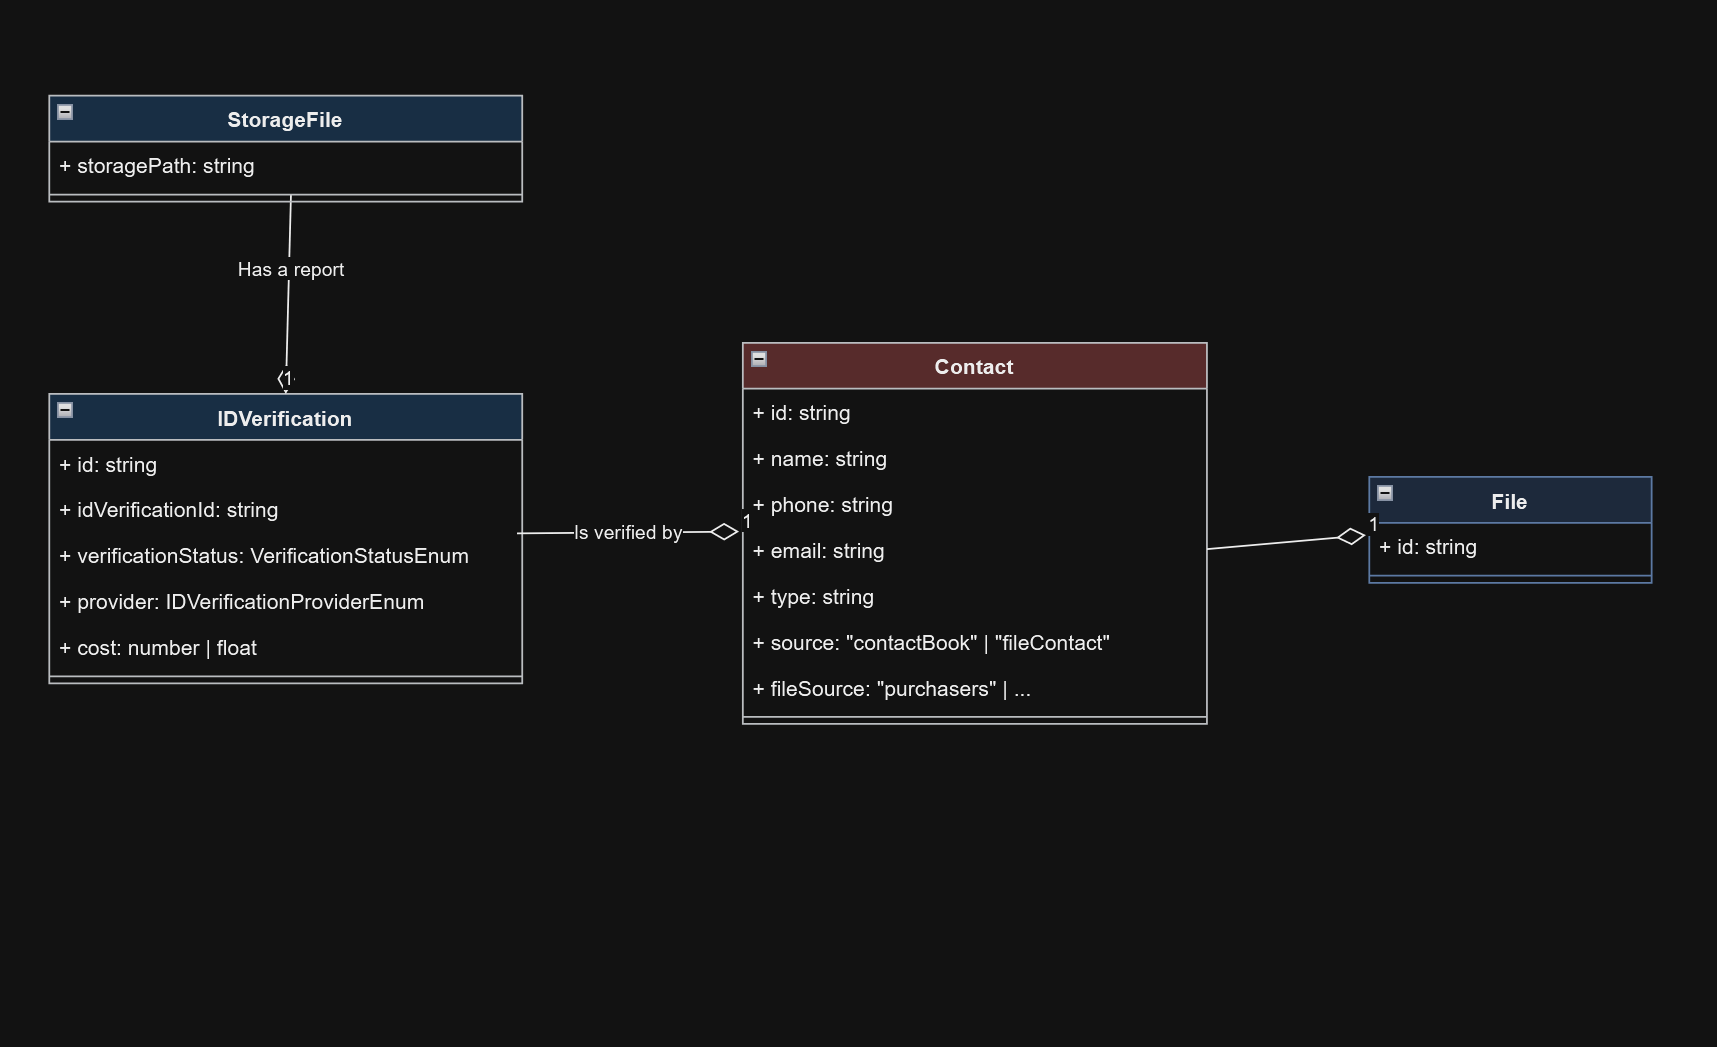 StorageFile
+ storagePath: string
Has a report
1
IDVerification
+ id: string
+ idVerificationId: string
+ verificationStatus: VerificationStatusEnum
+ provider: IDVerificationProviderEnum
+ cost: number | float
Is verified by
1
Contact
+ id: string
+ name: string
+ phone: string
+ email: string
+ type: string
+ source: "contactBook" | "fileContact"
+ fileSource: "purchasers" | ...
1
File
+ id: string